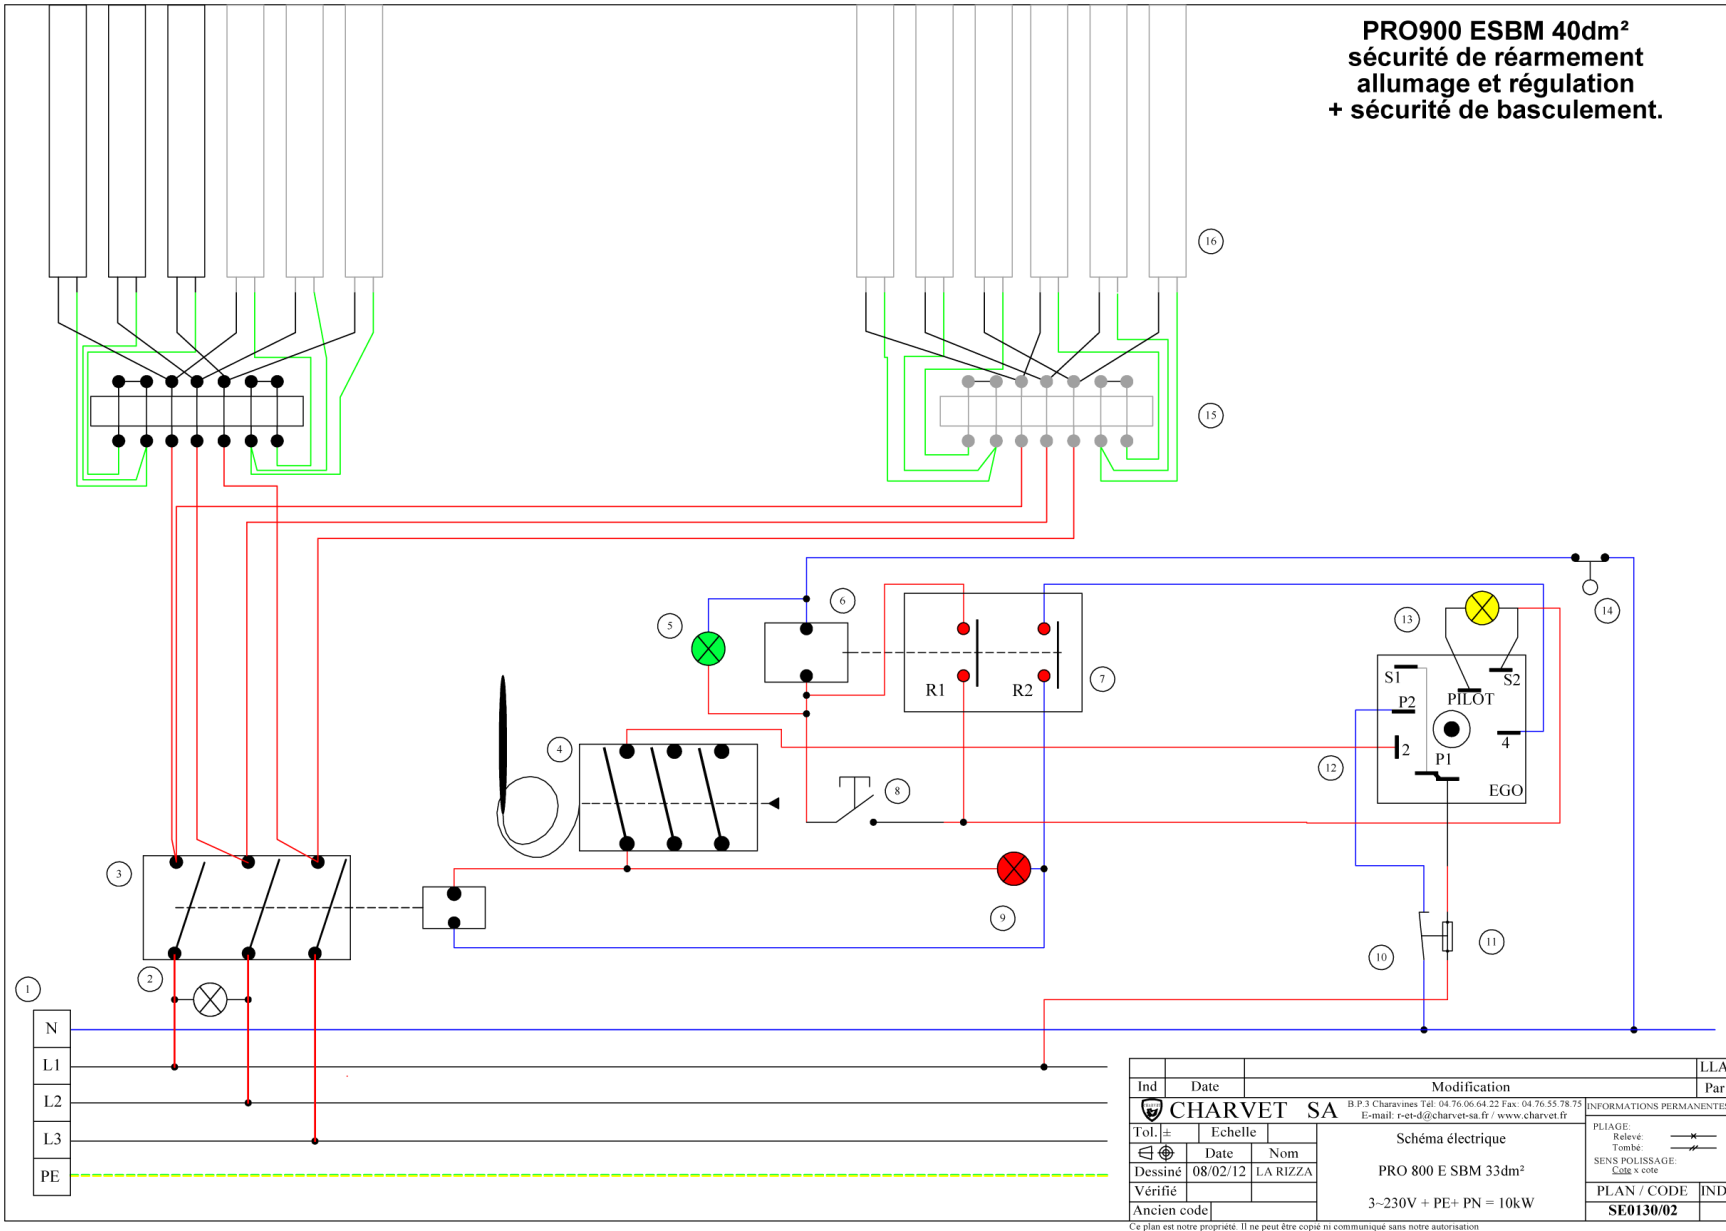 PRO900 ESBM 40dm²
sécurité de réarmement
allumage et régulation
+ sécurité de basculement.
16
15
14
13
6
5
7
R1
R2
S1
S2
PILOT
P2
4
2
4
P1
12
8
EGO
3
9
10
11
2
1
N
L1
L2
L3
PE
LLA
Ind Date Modification Par
CHARVET SA
B.P.3 Charavines Tél: 04.76.06.64.22 Fax: 04.76.55.78.75
E-mail: r-et-d@charvet-sa.fr / www.charvet.fr
INFORMATIONS PERMANENTES
Tol. ± Echelle
Schéma électrique
PLIAGE:
Relevé:
Tombé:
Date Nom
SENS POLISSAGE:
Cote x cote
Dessiné 08/02/12 LA RIZZA
PRO 800 E SBM 33dm²
Vérifié
PLAN / CODE IND
3~230V + PE+ PN = 10kW
Ancien code
SE0130/02
Ce plan est notre propriété. Il ne peut être copié ni communiqué sans notre autorisation